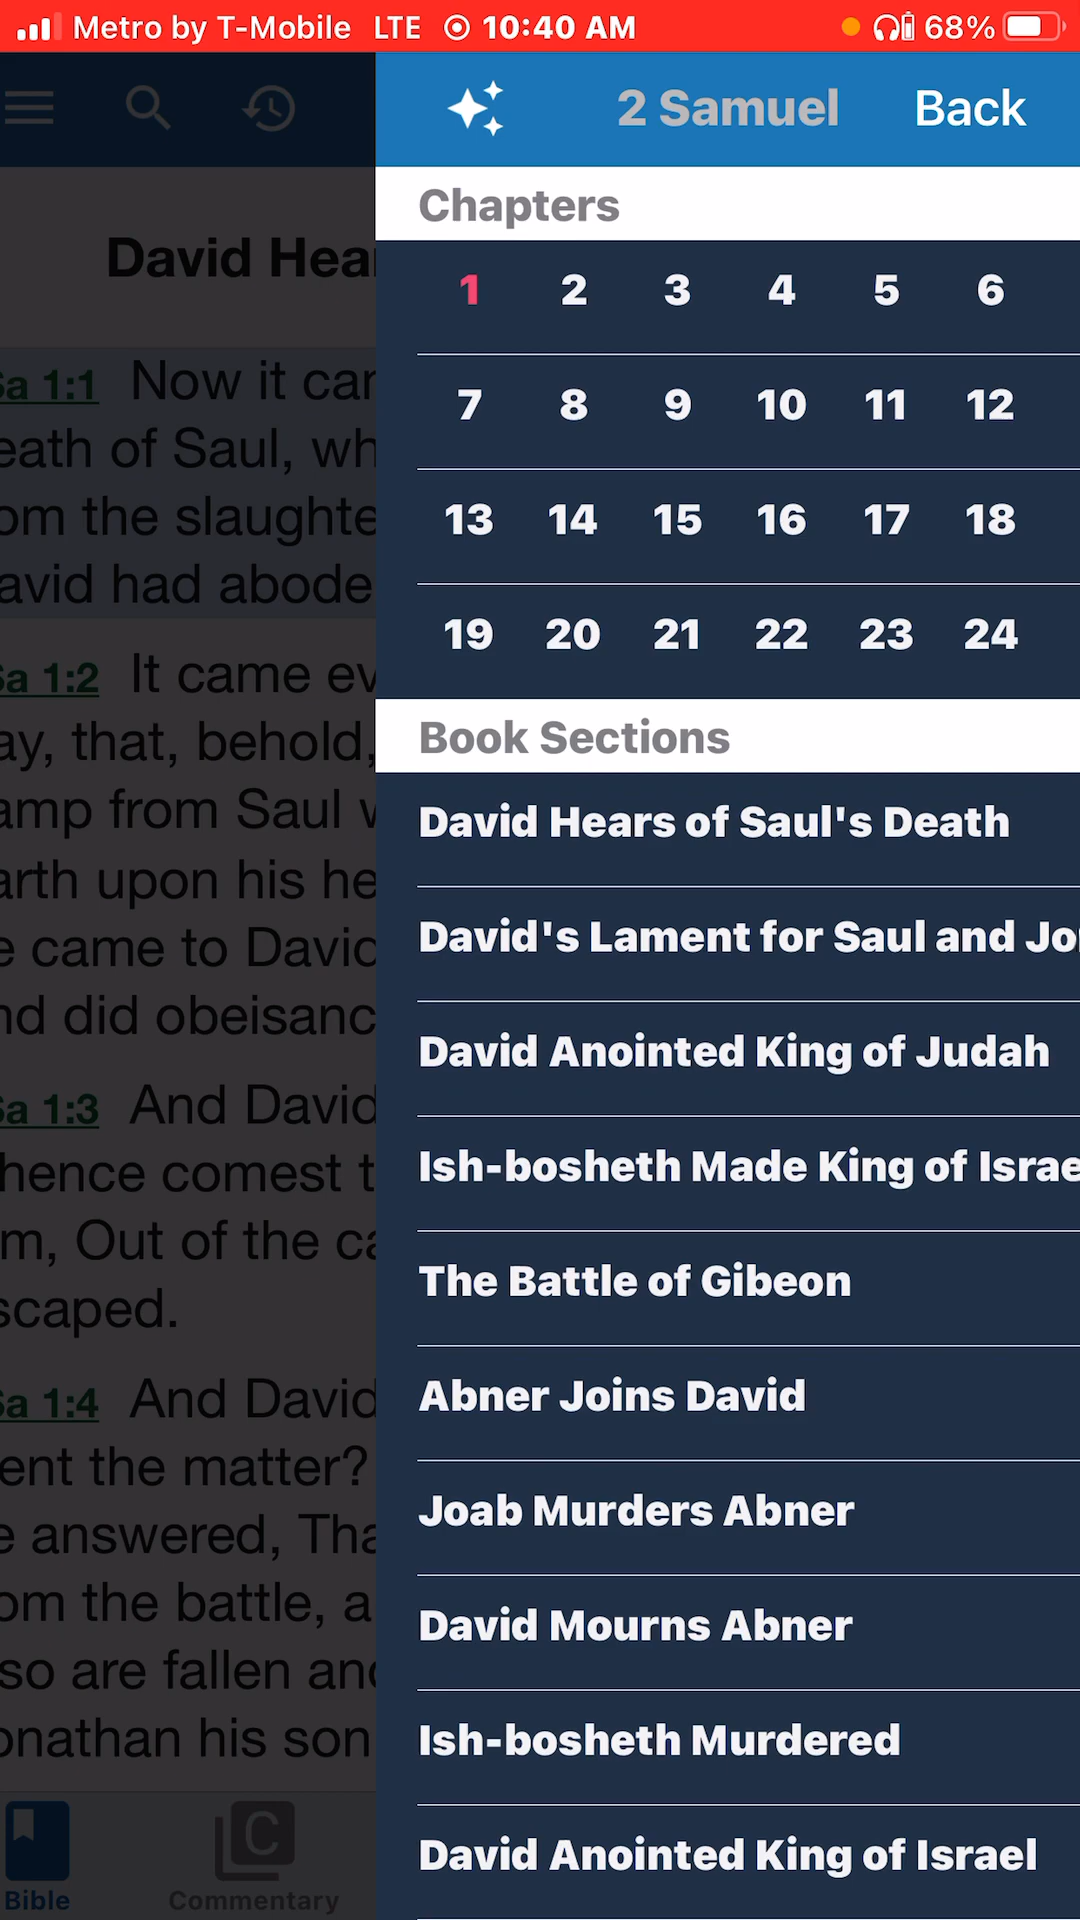 Metro by T-Mobile LTE 10:40 AM 68%
2 Samuel Back
Chapters
1 2 3 4 5 6
7 8 9 10 11 12
13 14 15 16 17 18
19 20 21 22 23 24
Book Sections
David Hears of Saul's Death
David's Lament for Saul and Jo
David Anointed King of Judah
Ish-bosheth Made King of Israe
The Battle of Gibeon
Abner Joins David
Joab Murders Abner
David Mourns Abner
Ish-bosheth Murdered
David Anointed King of Israel
David Hea
Sa 1:1 Now it ca
eath of Saul, wh
om the slaughte
avid had abode
Sa 1:2 It came ev
ay, that, behold,
amp from Saul
arth upon his he
e came to David
nd did obeisanc
Sa 1:3 And David
hence comest t
m, Out of the ca
scaped.
Sa 1:4 And David
ent the matter?
e answered, Tha
om the battle, a
so are fallen and
onathan his son
Bible
C
Commentary